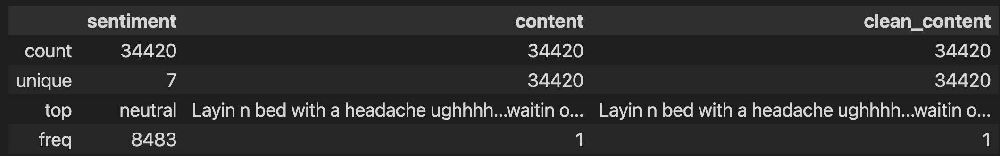 sentiment content clean_content
count 34420 34420 34420
unique 7 34420 34420
top neutral Layin n bed with a headache ughhhh...waitin o... Layin n bed with a headache ughhhh...waitin o...
freq 8483 1 1